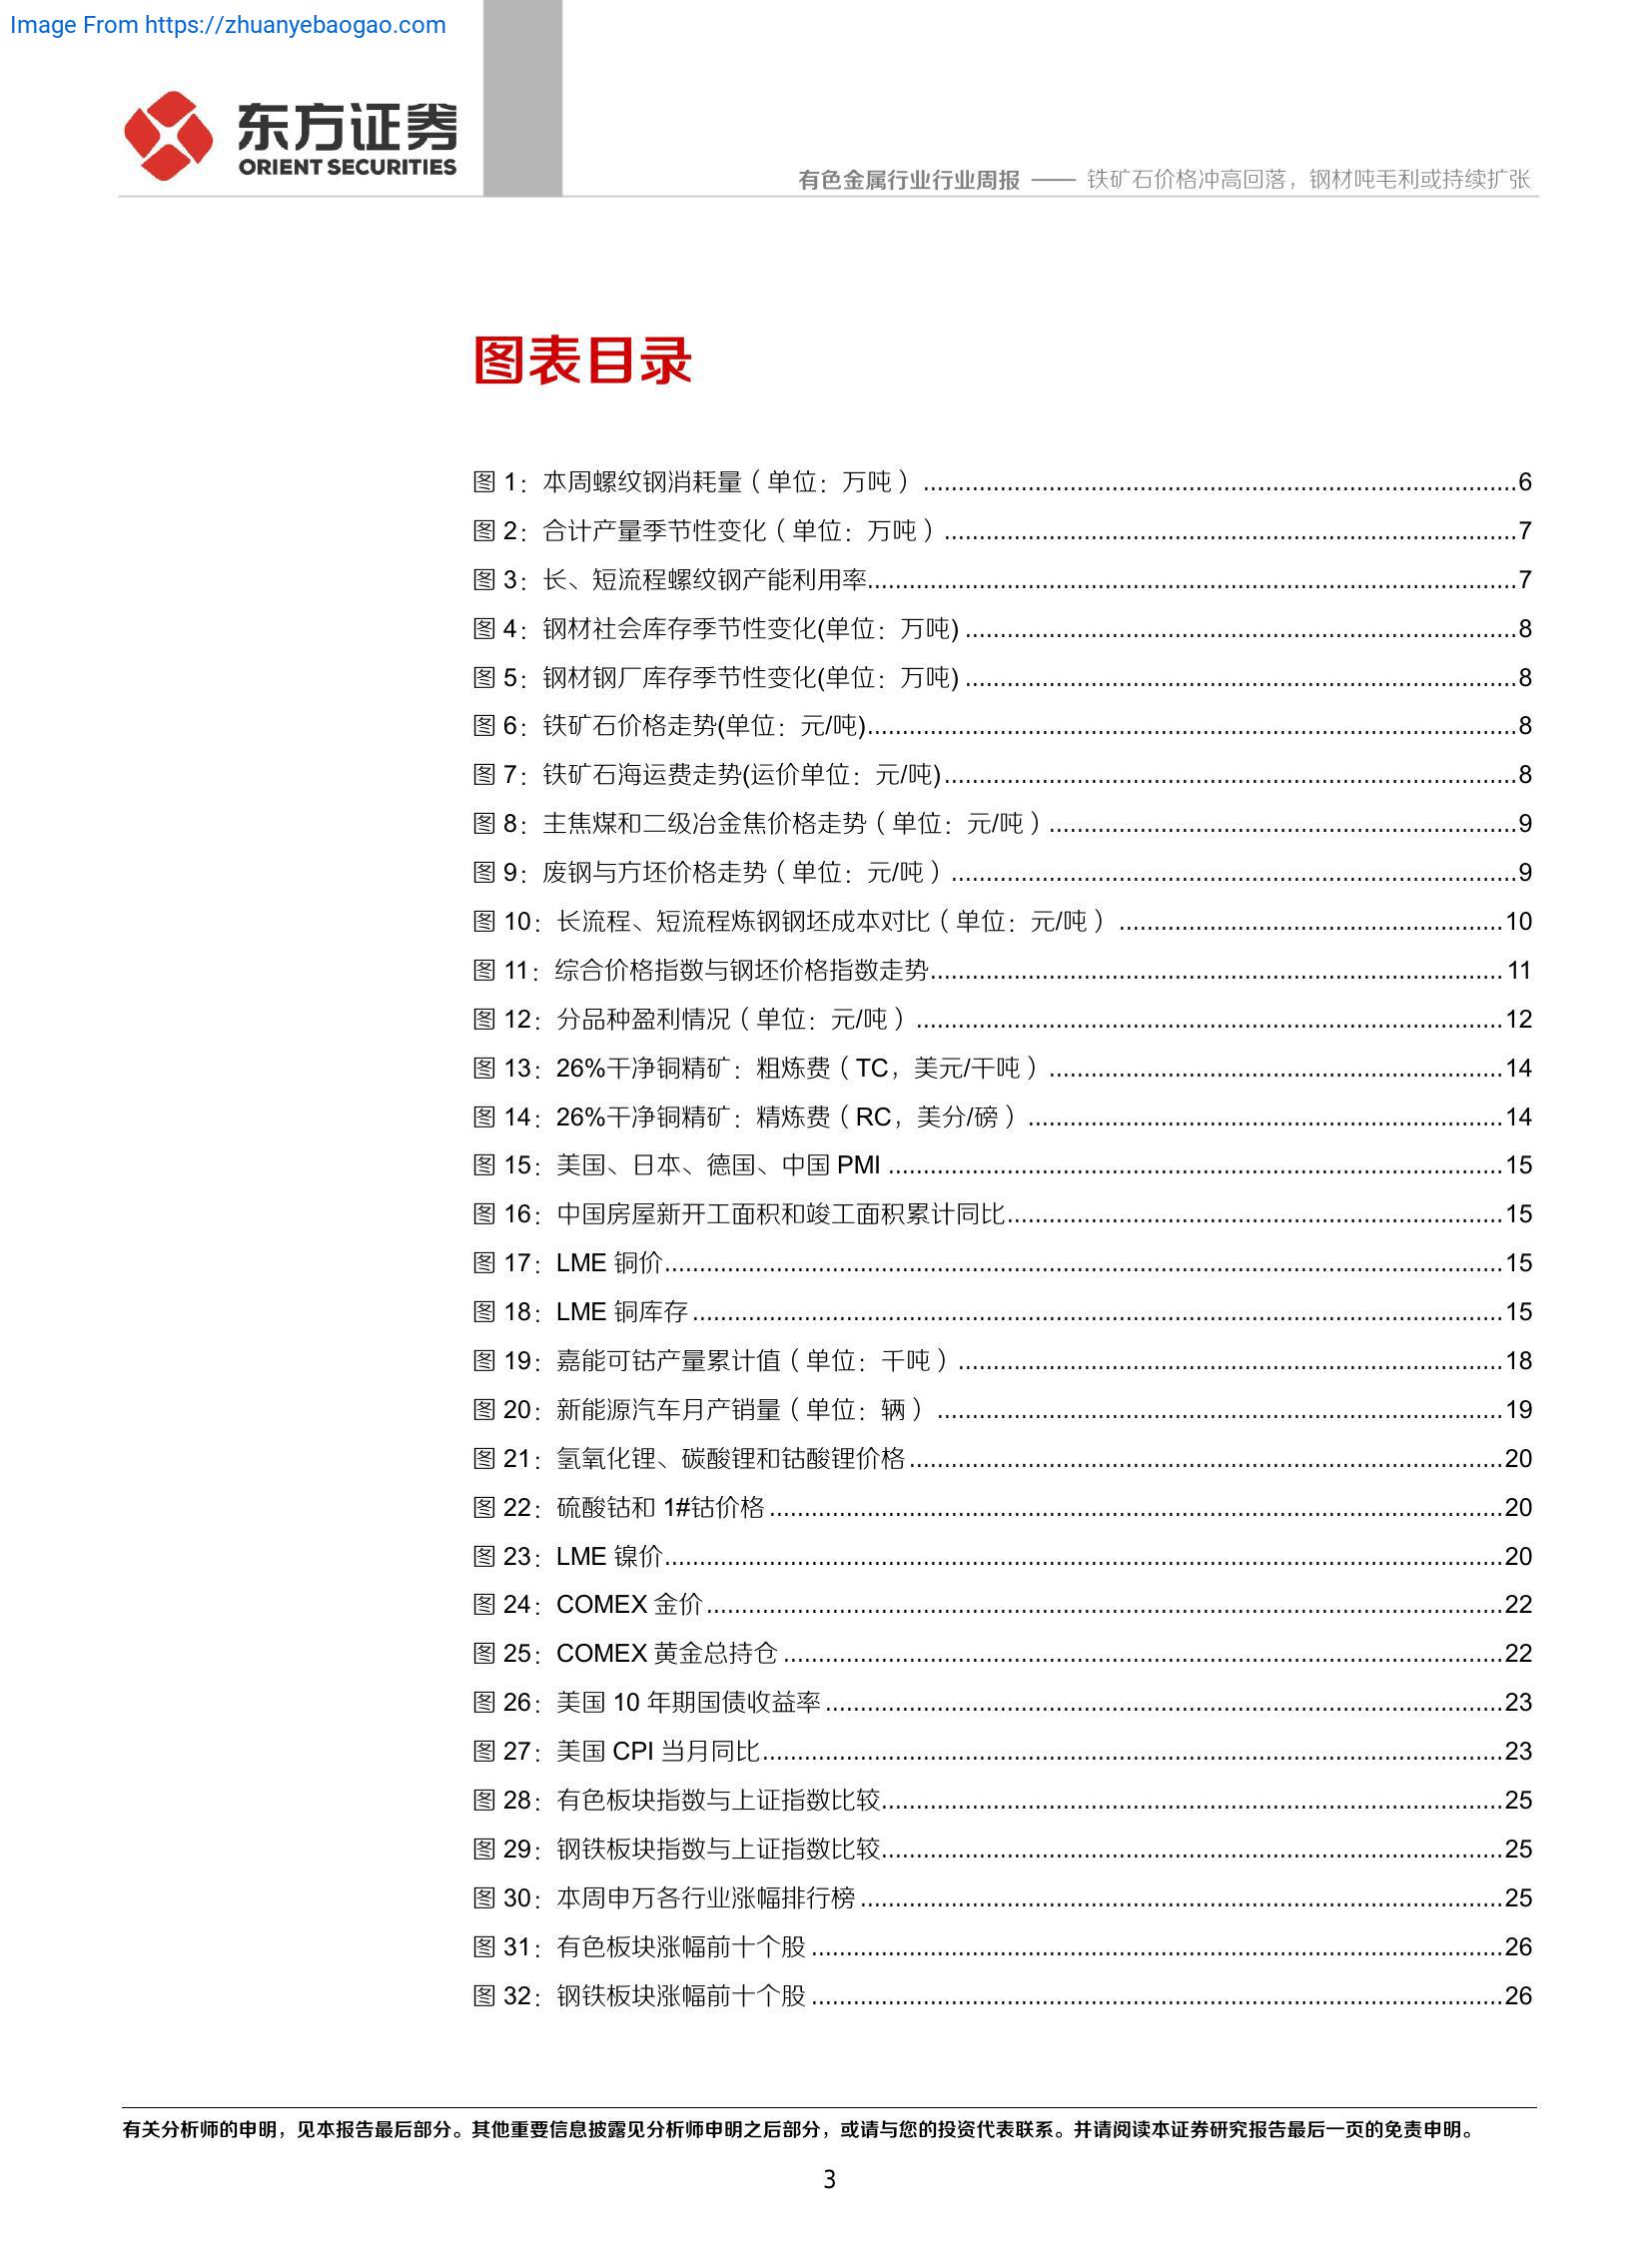 Image From https://zhuanyebaogao.com
东方证券
ORIENT SECURITIES
有色金属行业行业周报 —— 铁矿石价格冲高回落，钢材吨毛利或持续扩张
图表目录
图 1：本周螺纹钢消耗量（单位：万吨）......6
图 2：合计产量季节性变化（单位：万吨）......7
图 3：长、短流程螺纹钢产能利用率......7
图 4：钢材社会库存季节性变化(单位：万吨)......8
图 5：钢材钢厂库存季节性变化(单位：万吨)......8
图 6：铁矿石价格走势(单位：元/吨)......8
图 7：铁矿石海运费走势(运价单位：元/吨)......8
图 8：主焦煤和二级冶金焦价格走势（单位：元/吨）......9
图 9：废钢与方坯价格走势（单位：元/吨）......9
图 10：长流程、短流程炼钢钢坯成本对比（单位：元/吨）......10
图 11：综合价格指数与钢坯价格指数走势......11
图 12：分品种盈利情况（单位：元/吨）......12
图 13：26%干净铜精矿：粗炼费（TC，美元/干吨）......14
图 14：26%干净铜精矿：精炼费（RC，美分/磅）......14
图 15：美国、日本、德国、中国 PMI......15
图 16：中国房屋新开工面积和竣工面积累计同比......15
图 17：LME 铜价......15
图 18：LME 铜库存......15
图 19：嘉能可钴产量累计值（单位：千吨）......18
图 20：新能源汽车月产销量（单位：辆）......19
图 21：氢氧化锂、碳酸锂和钴酸锂价格......20
图 22：硫酸钴和 1#钴价格......20
图 23：LME 镍价......20
图 24：COMEX 金价......22
图 25：COMEX 黄金总持仓......22
图 26：美国 10 年期国债收益率......23
图 27：美国 CPI 当月同比......23
图 28：有色板块指数与上证指数比较......25
图 29：钢铁板块指数与上证指数比较......25
图 30：本周申万各行业涨幅排行榜......25
图 31：有色板块涨幅前十个股......26
图 32：钢铁板块涨幅前十个股......26
有关分析师的申明，见本报告最后部分。其他重要信息披露见分析师申明之后部分，或请与您的投资代表联系。并请阅读本证券研究报告最后一页的免责申明。
3